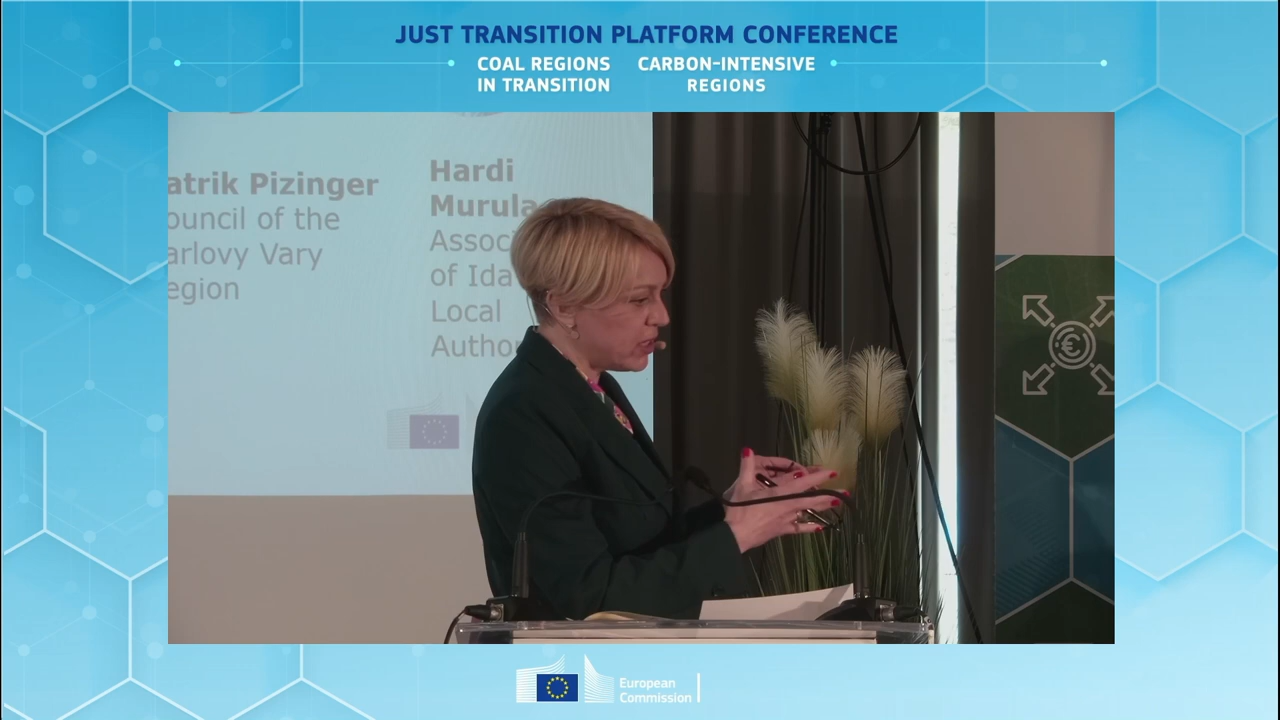 JUST TRANSITION PLATFORM CONFERENCE
COAL REGIONS
IN TRANSITION
CARBON-INTENSIVE
REGIONS
atrik Pizinger
ouncil of the
arlovy Vary
egion
Hardi
Murula
Associ
of Ida
Local
Author
€
European
Commission